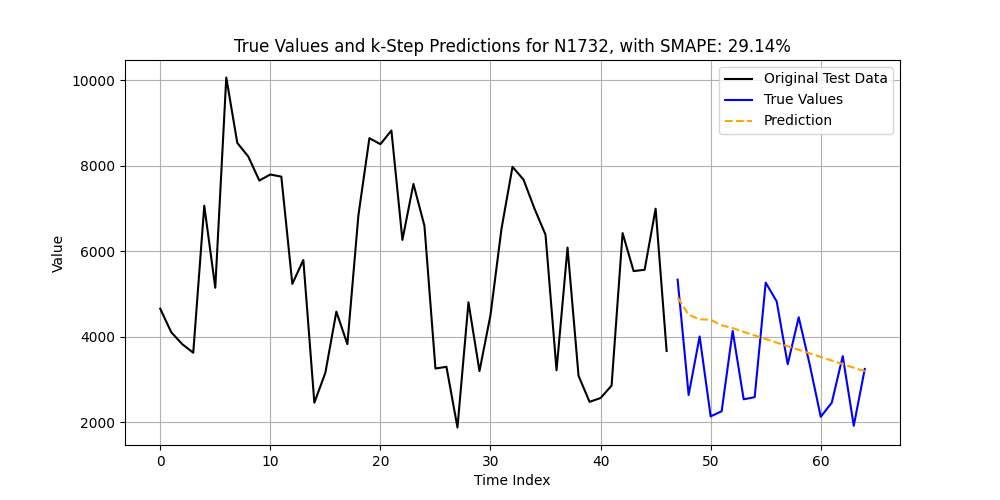 True Values and k-Step Predictions for N1732, with SMAPE: 29.14%
Original Test Data
True Values
Prediction
10000
8000
6000
4000
2000
Value
0 10 20 30 40 50 60
Time Index